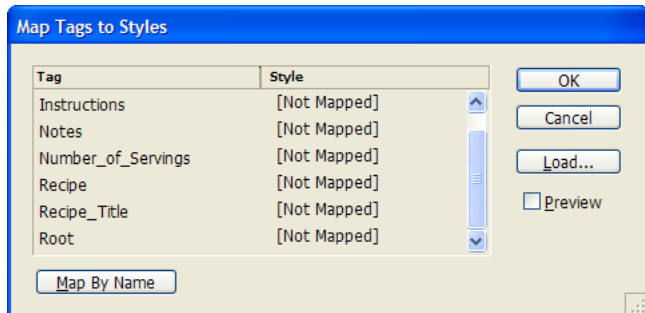 Map Tags to Styles
Tag Style
Instructions [Not Mapped]
Notes [Not Mapped]
Number_of_Servings [Not Mapped]
Recipe [Not Mapped]
Recipe_Title [Not Mapped]
Root [Not Mapped]
Map By Name
OK
Cancel
Load...
Preview